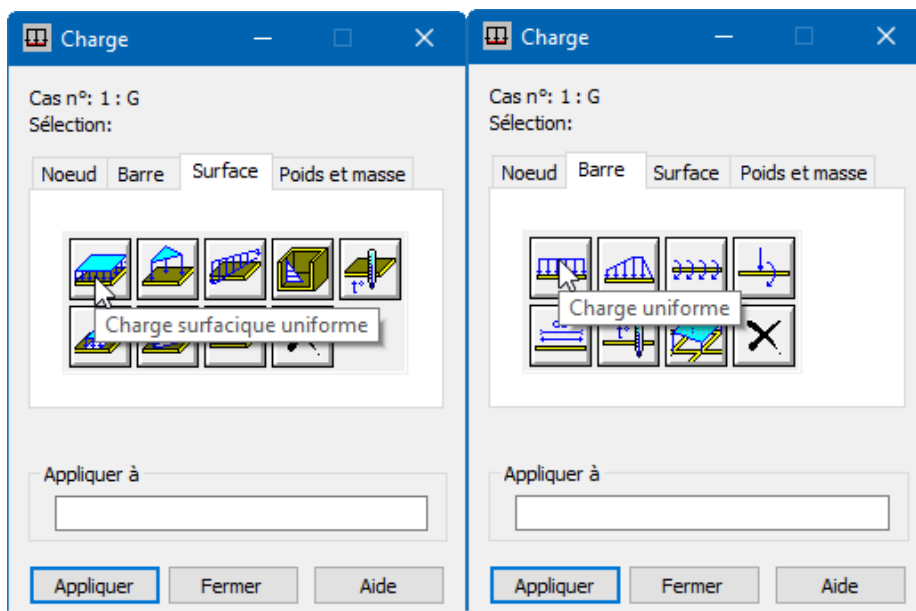 Charge
Cas n°: 1 : G
Sélection:
Noeud Barre Surface Poids et masse
t°
Charge surfacique uniforme
Appliquer à
Appliquer Fermer Aide
Charge
Cas n°: 1 : G
Sélection:
Noeud Barre Surface Poids et masse
Charge uniforme
t°
Appliquer à
Appliquer Fermer Aide